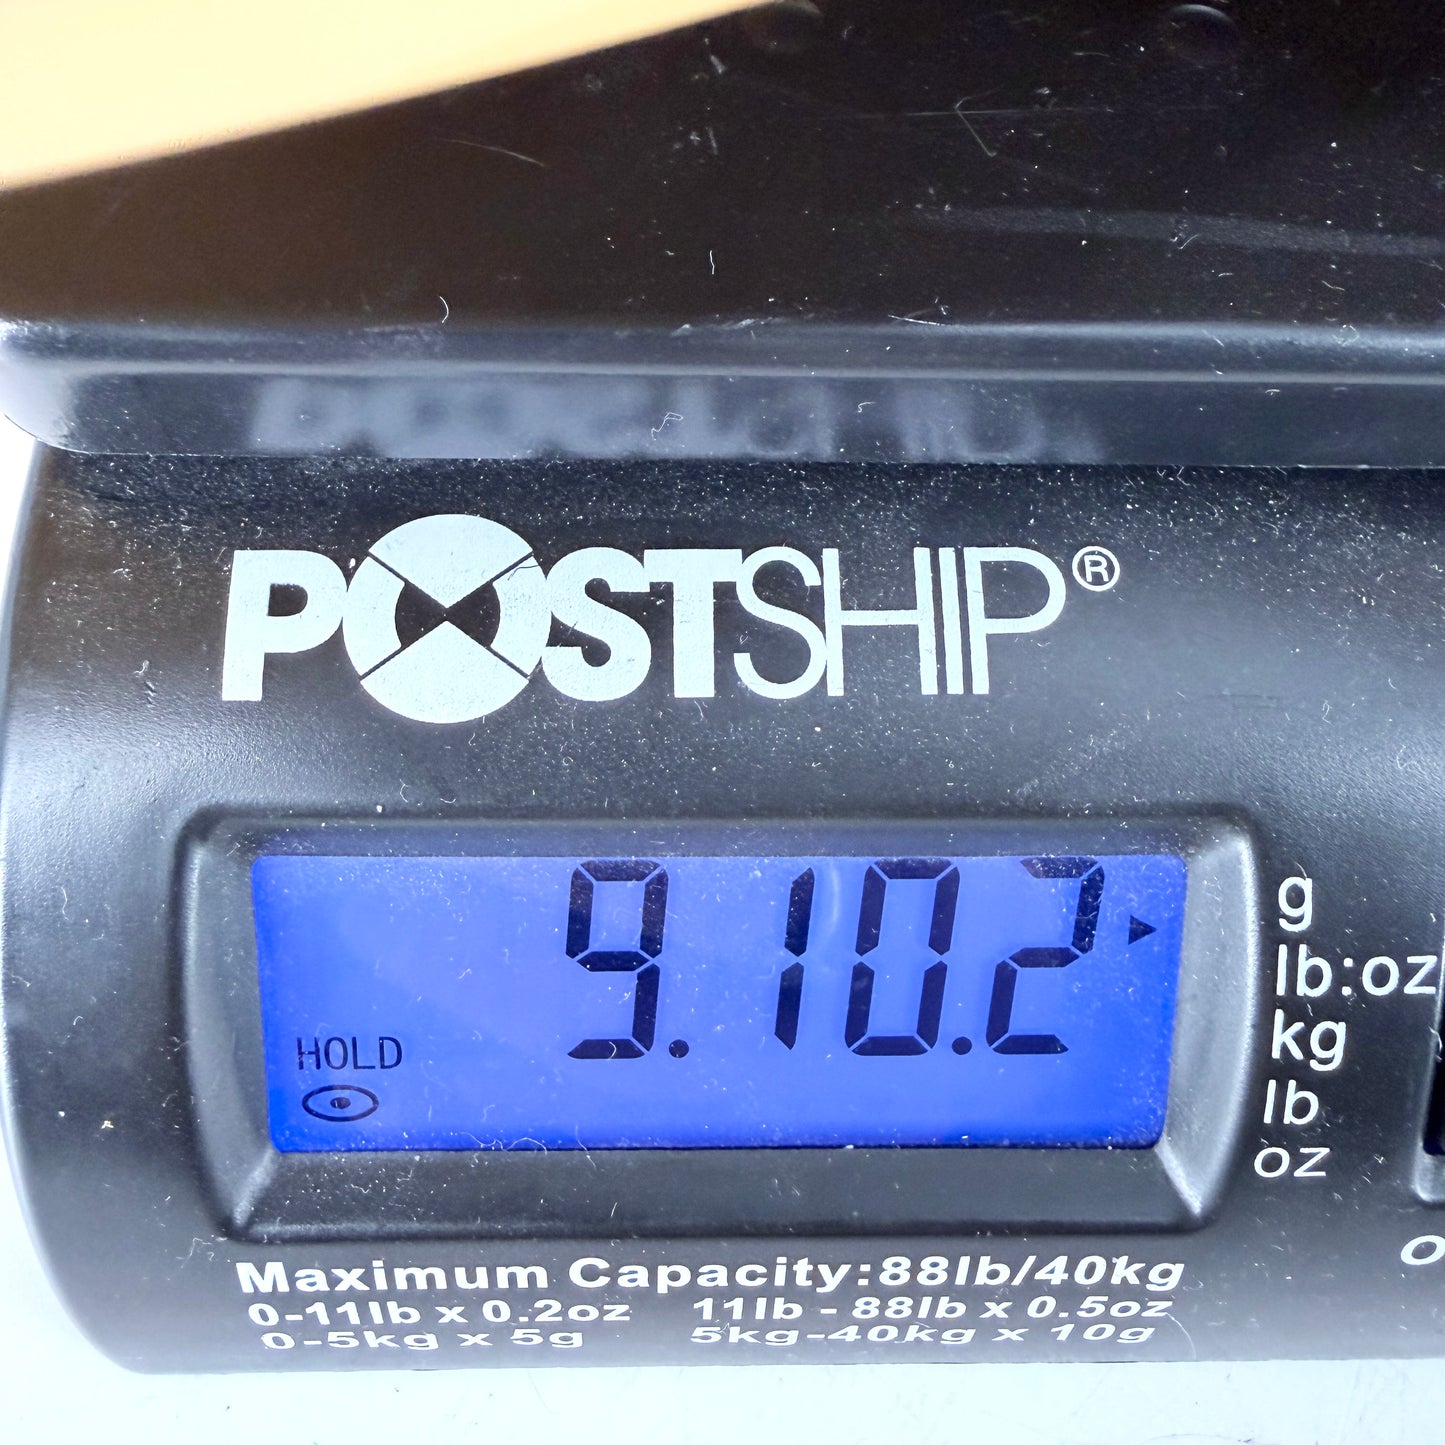 POSTSHIP®
9.10.2
HOLD
g
lb:oz
kg
lb
oz
Maximum Capacity:88lb/40kg
0-11lb x 0.2oz 11lb - 88lb x 0.5oz
0-5kg x 5g 5kg-40kg x 10g
O